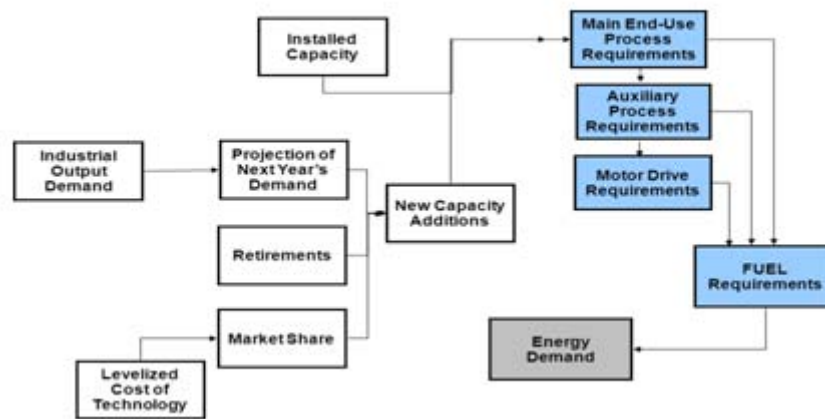 Installed
Capacity
Main End-Use
Process
Requirements
Auxiliary
Process
Requirements
Industrial
Output
Demand
Projection of
Next Year's
Demand
Motor Drive
Requirements
New Capacity
Additions
Retirements
FUEL
Requirements
Market Share
Energy
Demand
Levelized
Cost of
Technology